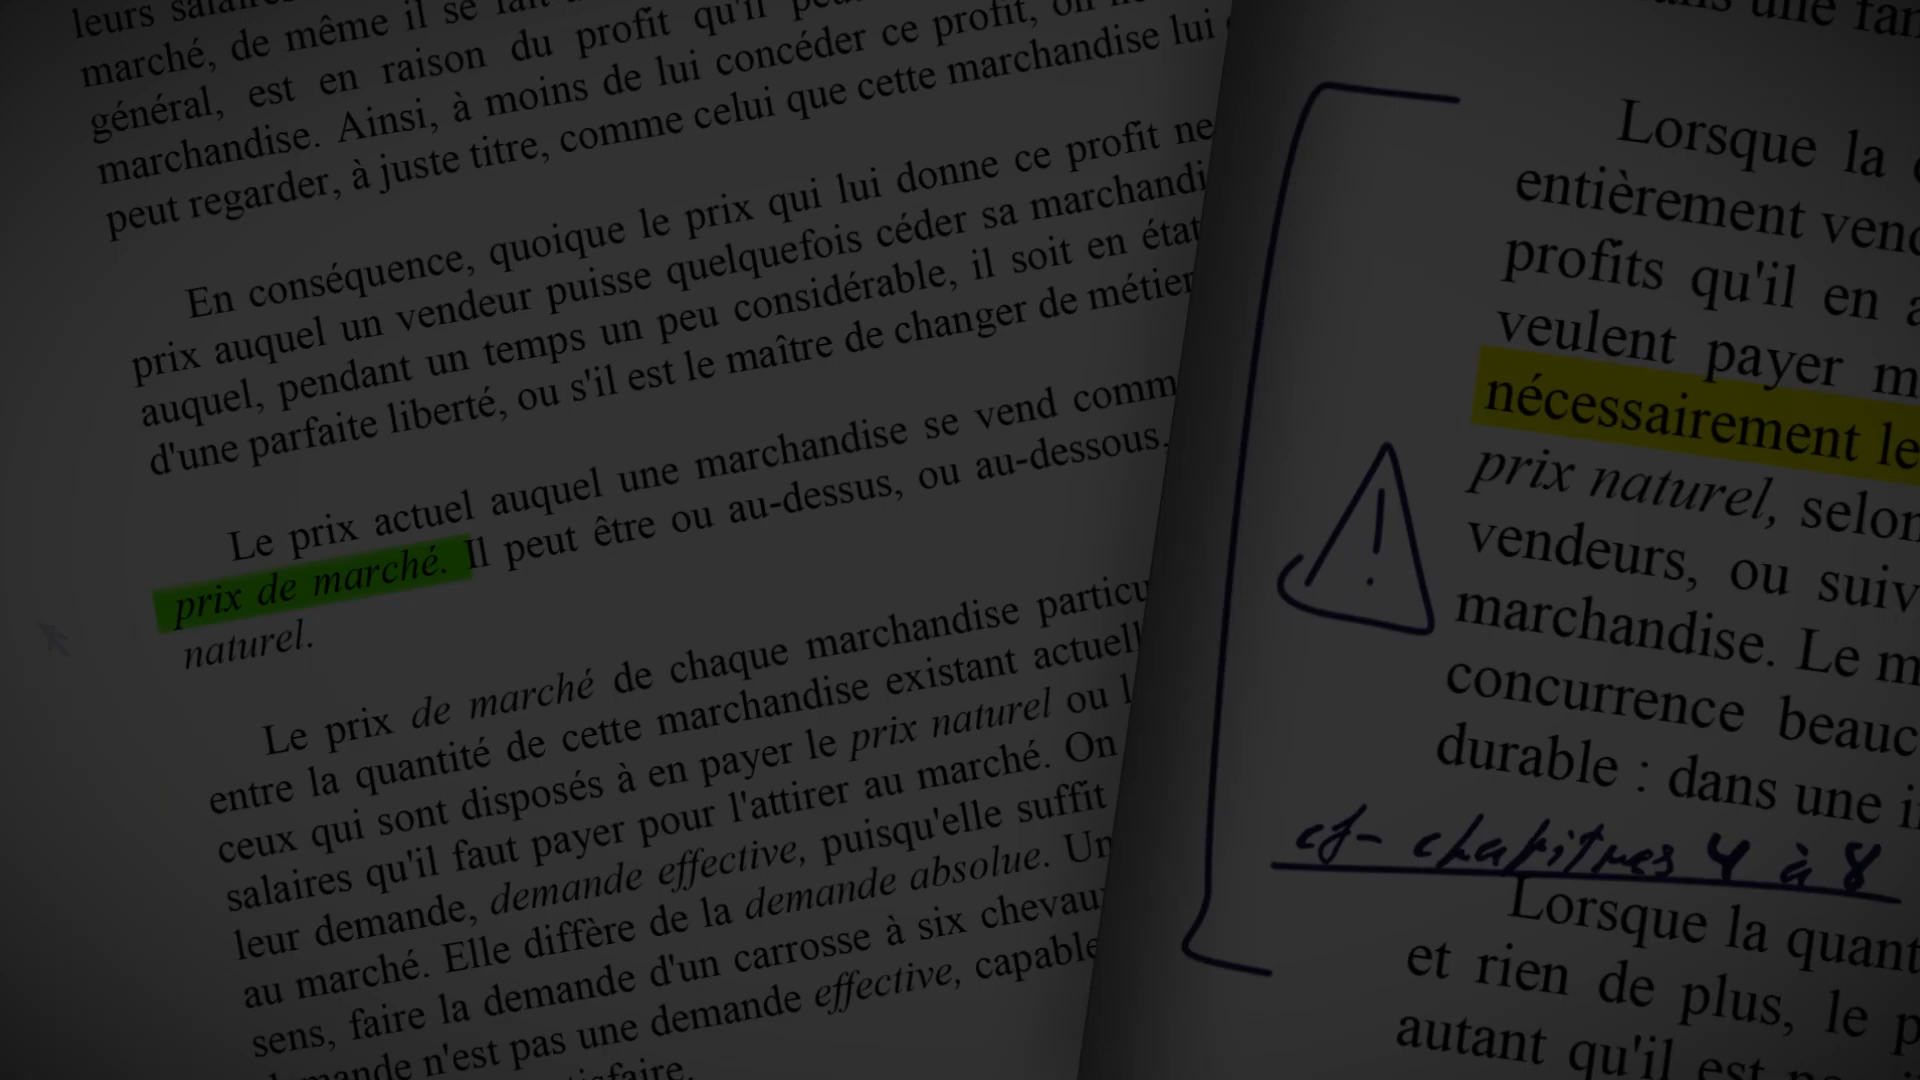 leurs salaires
marché, de même il se fait
général, est en raison du profit qu'il
marchandise. Ainsi, à moins de lui concéder ce profit, on ne
peut regarder, à juste titre, comme celui que cette marchandise lui
En conséquence, quoique le prix qui lui donne ce profit ne
prix auquel un vendeur puisse quelquefois céder sa marchandi
auquel, pendant un temps un peu considérable, il soit en état
d'une parfaite liberté, ou s'il est le maître de changer de métier
Le prix actuel auquel une marchandise se vend comm
prix de marché. Il peut être ou au-dessus, ou au-dessous,
naturel.
Le prix de marché de chaque marchandise particu
entre la quantité de cette marchandise existant actuell
ceux qui sont disposés à en payer le prix naturel ou l
salaires qu'il faut payer pour l'attirer au marché. On
leur demande, demande effective, puisqu'elle suffit
au marché. Elle diffère de la demande absolue. Un
sens, faire la demande d'un carrosse à six chevau
mande n'est pas une demande effective, capable
tisfaire.
dans une fam
Lorsque la
entièrement vend
profits qu'il en a
veulent payer m
nécessairement le
prix naturel, selon
vendeurs, ou suiv
marchandise. Le m
concurrence beauc
durable : dans une i
cf - chapitres 4 à 8
Lorsque la quant
et rien de plus, le p
autant qu'il est